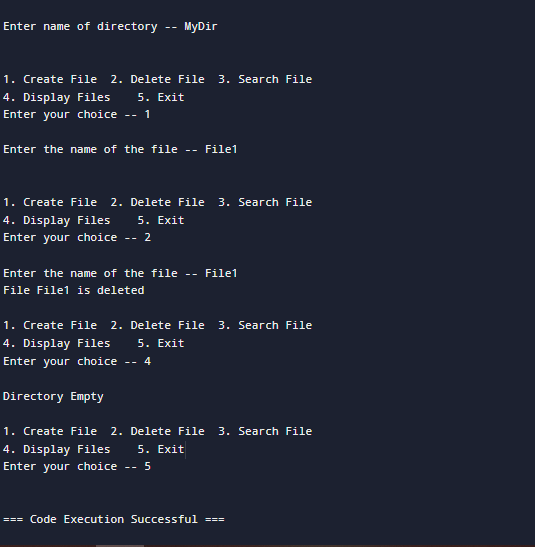 Enter name of directory -- MyDir
1. Create File  2. Delete File  3. Search File
4. Display Files    5. Exit
Enter your choice -- 1
Enter the name of the file -- File1
1. Create File  2. Delete File  3. Search File
4. Display Files    5. Exit
Enter your choice -- 2
Enter the name of the file -- File1
File File1 is deleted
1. Create File  2. Delete File  3. Search File
4. Display Files    5. Exit
Enter your choice -- 4
Directory Empty
1. Create File  2. Delete File  3. Search File
4. Display Files    5. Exit
Enter your choice -- 5
=== Code Execution Successful ===